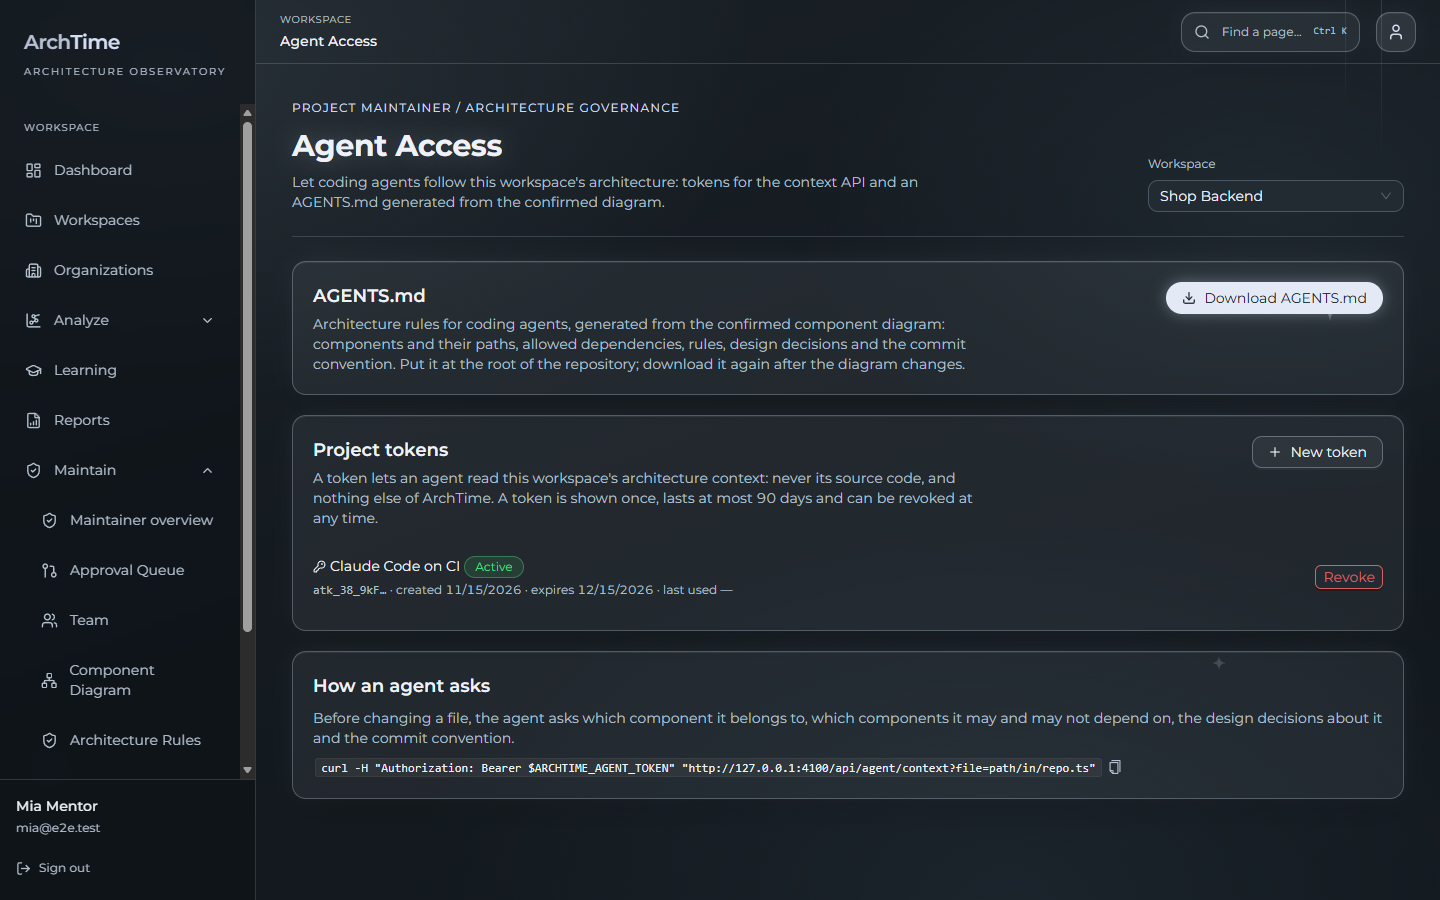 ArchTime
ARCHITECTURE OBSERVATORY
WORKSPACE
Dashboard
Workspaces
Organizations
Analyze
Learning
Reports
Maintain
Maintainer overview
Approval Queue
Team
Component
Diagram
Architecture Rules
Mia Mentor
mia@e2e.test
Sign out
WORKSPACE
Agent Access
Find a page... Ctrl K
PROJECT MAINTAINER / ARCHITECTURE GOVERNANCE
Agent Access
Let coding agents follow this workspace's architecture: tokens for the context API and an
AGENTS.md generated from the confirmed diagram.
Workspace
Shop Backend
AGENTS.md
Architecture rules for coding agents, generated from the confirmed component diagram:
components and their paths, allowed dependencies, rules, design decisions and the commit
convention. Put it at the root of the repository; download it again after the diagram changes.
Download AGENTS.md
Project tokens
A token lets an agent read this workspace's architecture context: never its source code, and
nothing else of ArchTime. A token is shown once, lasts at most 90 days and can be revoked at
any time.
New token
Claude Code on CI Active
atk_38_9kF… · created 11/15/2026 · expires 12/15/2026 · last used —
Revoke
How an agent asks
Before changing a file, the agent asks which component it belongs to, which components it may and may not depend on, the design decisions about it
and the commit convention.
curl -H "Authorization: Bearer $ARCHTIME_AGENT_TOKEN" "http://127.0.0.1:4100/api/agent/context?file=path/in/repo.ts"